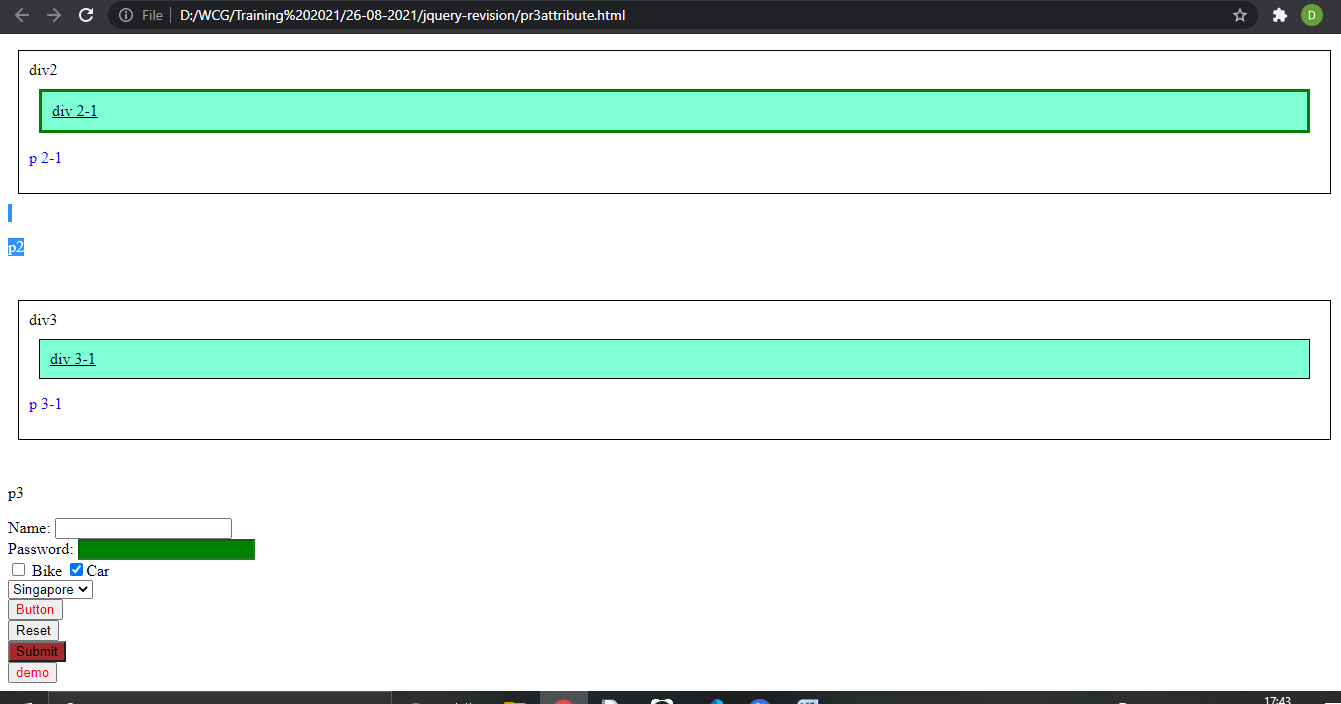 File D:/WCG/Training%202021/26-08-2021/jquery-revision/pr3attribute.html
D
div2
div 2-1
p 2-1
p2
div3
div 3-1
p 3-1
p3
Name:
Password:
Bike Car
Singapore
Button
Reset
Submit
demo
17:43